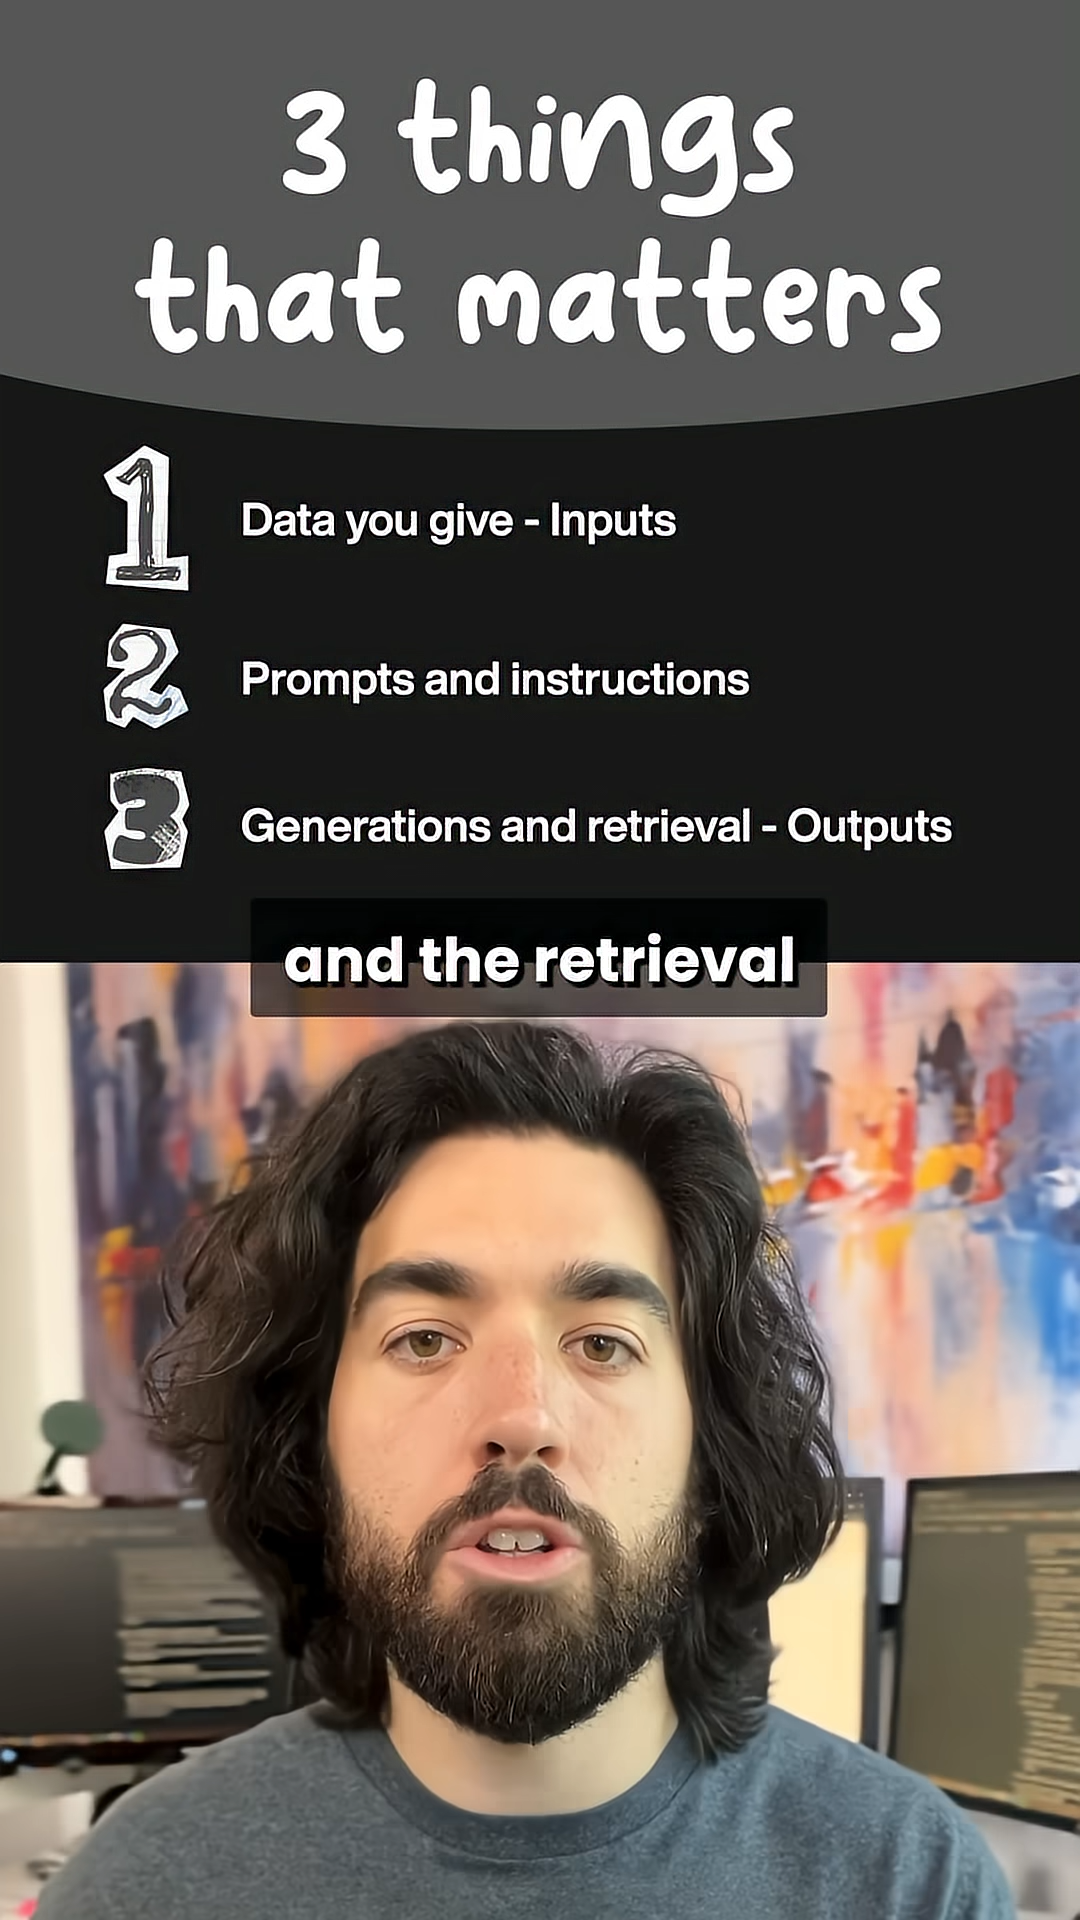 3 things
that matters
1
Data you give - Inputs
2
Prompts and instructions
3
Generations and retrieval - Outputs
and the retrieval